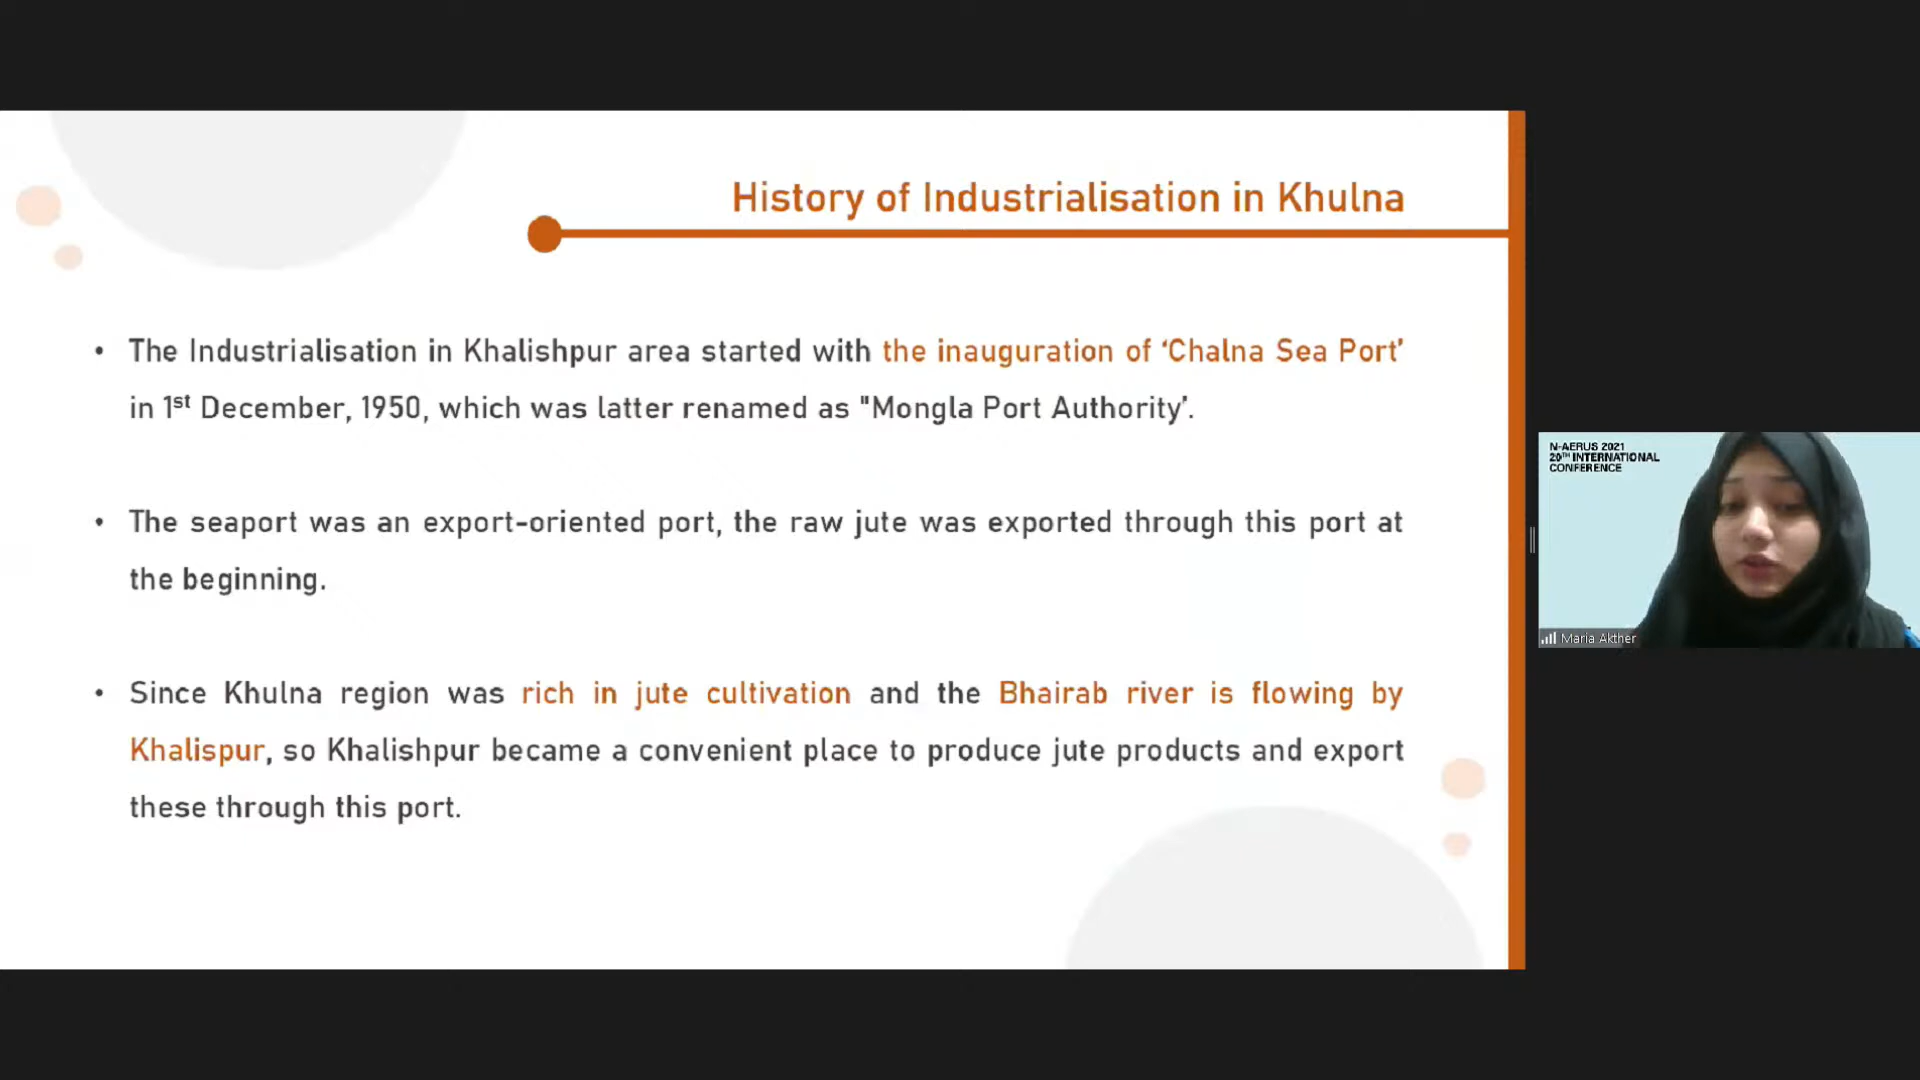 History of Industrialisation in Khulna
• The Industrialisation in Khalishpur area started with the inauguration of ‘Chalna Sea Port’
in 1st December, 1950, which was latter renamed as "Mongla Port Authority’.
• The seaport was an export-oriented port, the raw jute was exported through this port at
the beginning.
• Since Khulna region was rich in jute cultivation and the Bhairab river is flowing by
Khalispur, so Khalishpur became a convenient place to produce jute products and export
these through this port.
N-AERUS 2021
20TH INTERNATIONAL
CONFERENCE
Maria Akther